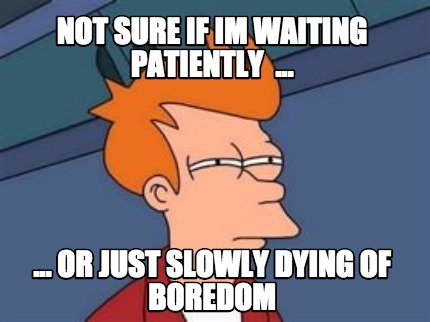 NOT SURE IF IM WAITING
PATIENTLY ...
... OR JUST SLOWLY DYING OF
BOREDOM